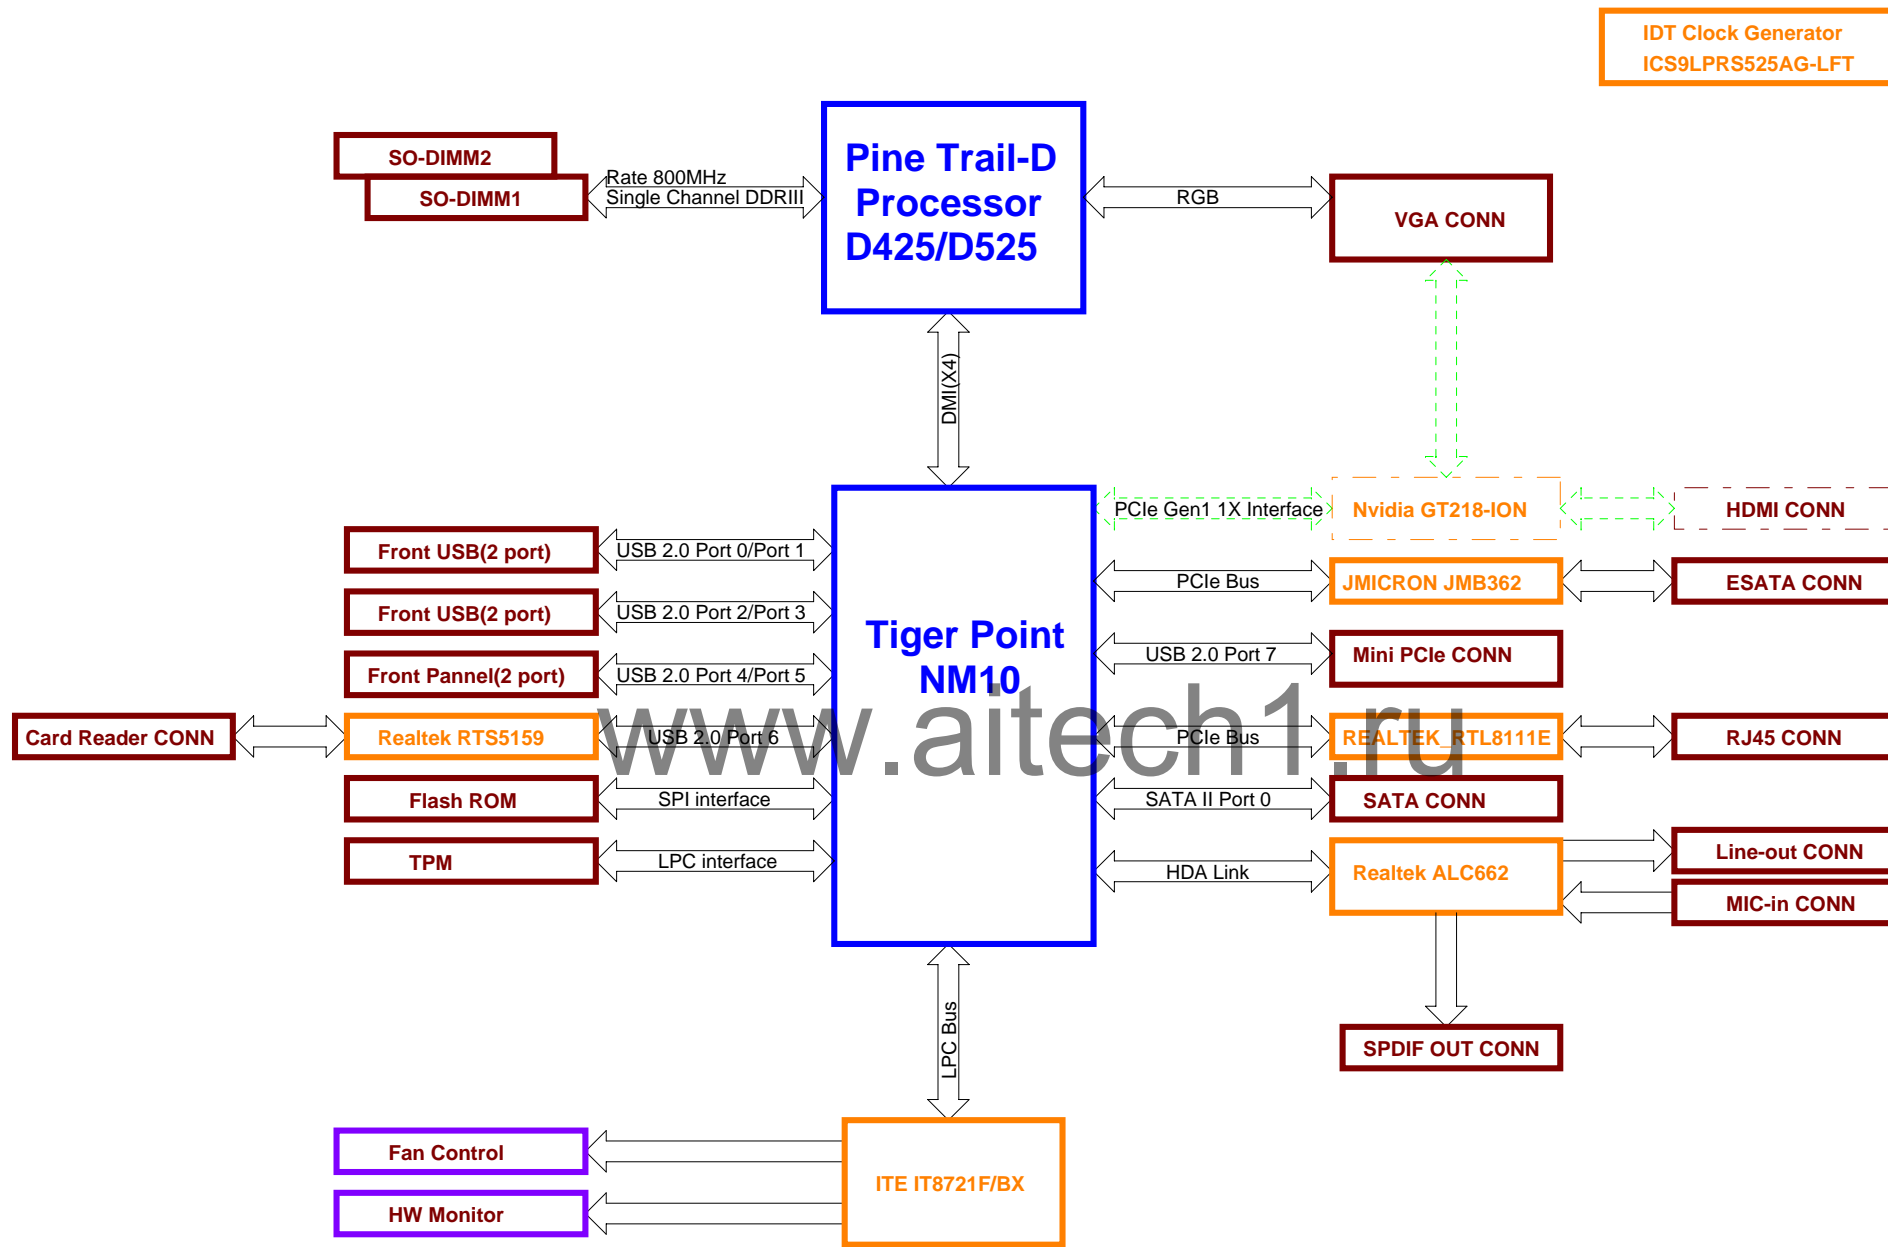 IDT Clock Generator
ICS9LPRS525AG-LFT
Pine Trail-D
Processor
D425/D525
SO-DIMM2
SO-DIMM1
Rate 800MHz
Single Channel DDRIII
RGB
VGA CONN
DMI(X4)
PCIe Gen1 1X Interface
Nvidia GT218-ION
HDMI CONN
Front USB(2 port)
USB 2.0 Port 0/Port 1
PCIe Bus
JMICRON JMB362
ESATA CONN
Front USB(2 port)
USB 2.0 Port 2/Port 3
Tiger Point
NM10
USB 2.0 Port 7
Mini PCIe CONN
Front Pannel(2 port)
USB 2.0 Port 4/Port 5
www.aitech1.ru
Card Reader CONN
Realtek RTS5159
USB 2.0 Port 6
PCIe Bus
REALTEK_RTL8111E
RJ45 CONN
Flash ROM
SPI interface
SATA II Port 0
SATA CONN
TPM
LPC interface
HDA Link
Realtek ALC662
Line-out CONN
MIC-in CONN
LPC Bus
SPDIF OUT CONN
Fan Control
ITE IT8721F/BX
HW Monitor